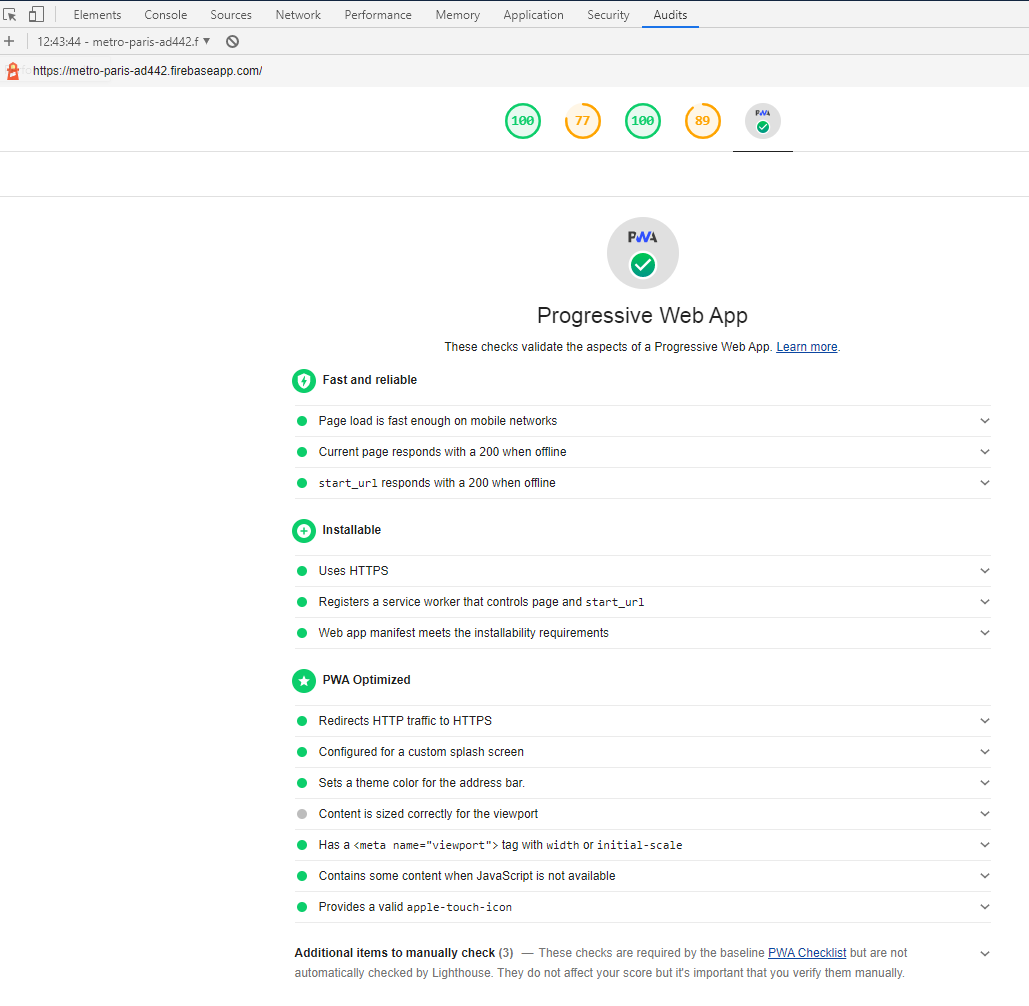 Elements Console Sources Network Performance Memory Application Security Audits
12:43:44 - metro-paris-ad442.f
https://metro-paris-ad442.firebaseapp.com/
100 77 100 89 PWA
PWA
Progressive Web App
These checks validate the aspects of a Progressive Web App. Learn more.
Fast and reliable
Page load is fast enough on mobile networks
Current page responds with a 200 when offline
start_url responds with a 200 when offline
Installable
Uses HTTPS
Registers a service worker that controls page and start_url
Web app manifest meets the installability requirements
PWA Optimized
Redirects HTTP traffic to HTTPS
Configured for a custom splash screen
Sets a theme color for the address bar.
Content is sized correctly for the viewport
Has a <meta name="viewport"> tag with width or initial-scale
Contains some content when JavaScript is not available
Provides a valid apple-touch-icon
Additional items to manually check (3) — These checks are required by the baseline PWA Checklist but are not
automatically checked by Lighthouse. They do not affect your score but it's important that you verify them manually.